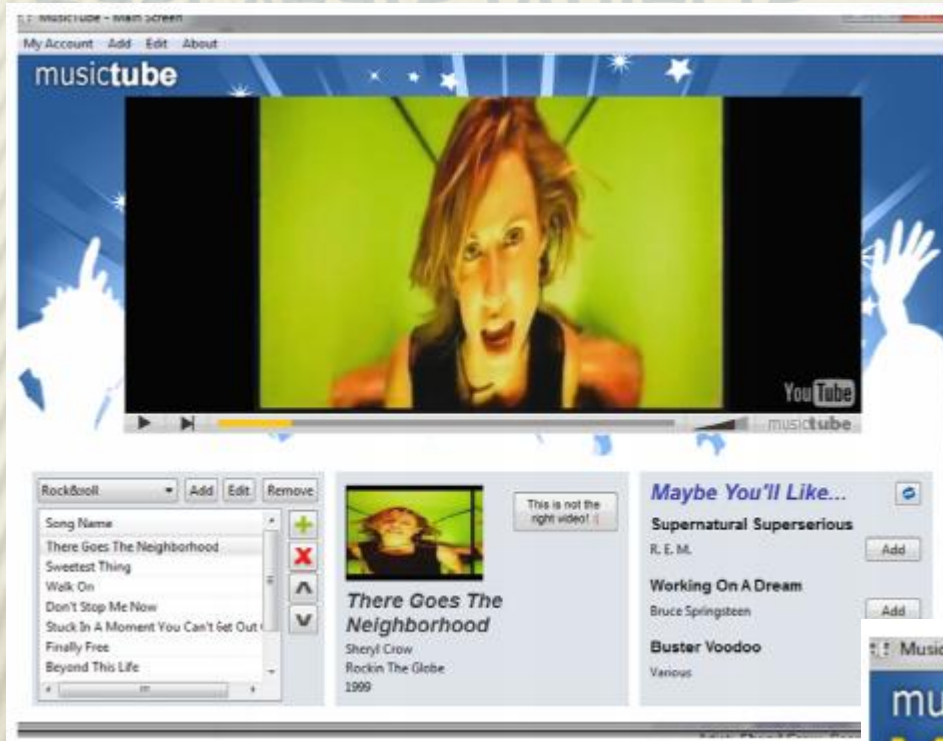 MusicTube - Main Screen
My Account Add Edit About
musictube
YouTube
musictube
Rock&roll Add Edit Remove
Song Name
There Goes The Neighborhood
Sweetest Thing
Walk On
Don't Stop Me Now
Stuck In A Moment You Can't Get Out
Finally Free
Beyond This Life
This is not the
right video! :(
There Goes The
Neighborhood
Sheryl Crow
Rockin The Globe
1999
Maybe You'll Like...
Supernatural Superserious
R. E. M. Add
Working On A Dream
Bruce Springsteen Add
Buster Voodoo
Various
Music
mu